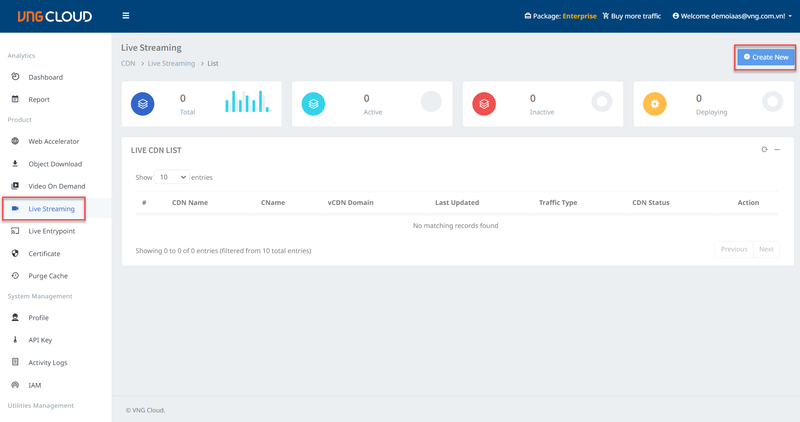 VNG CLOUD
Package: Enterprise
Buy more traffic
Welcome demoiaas@vng.com.vn!
Analytics
Dashboard
Report
Product
Web Accelerator
Object Download
Video On Demand
Live Streaming
Live Entrypoint
Certificate
Purge Cache
System Management
Profile
API Key
Activity Logs
IAM
Utilities Management
Live Streaming
CDN > Live Streaming > List
Create New
0
Total
0
Active
0
Inactive
0
Deploying
LIVE CDN LIST
Show 10 entries
# CDN Name CName vCDN Domain Last Updated Traffic Type CDN Status Action
No matching records found
Showing 0 to 0 of 0 entries (filtered from 10 total entries)
Previous Next
© VNG Cloud.